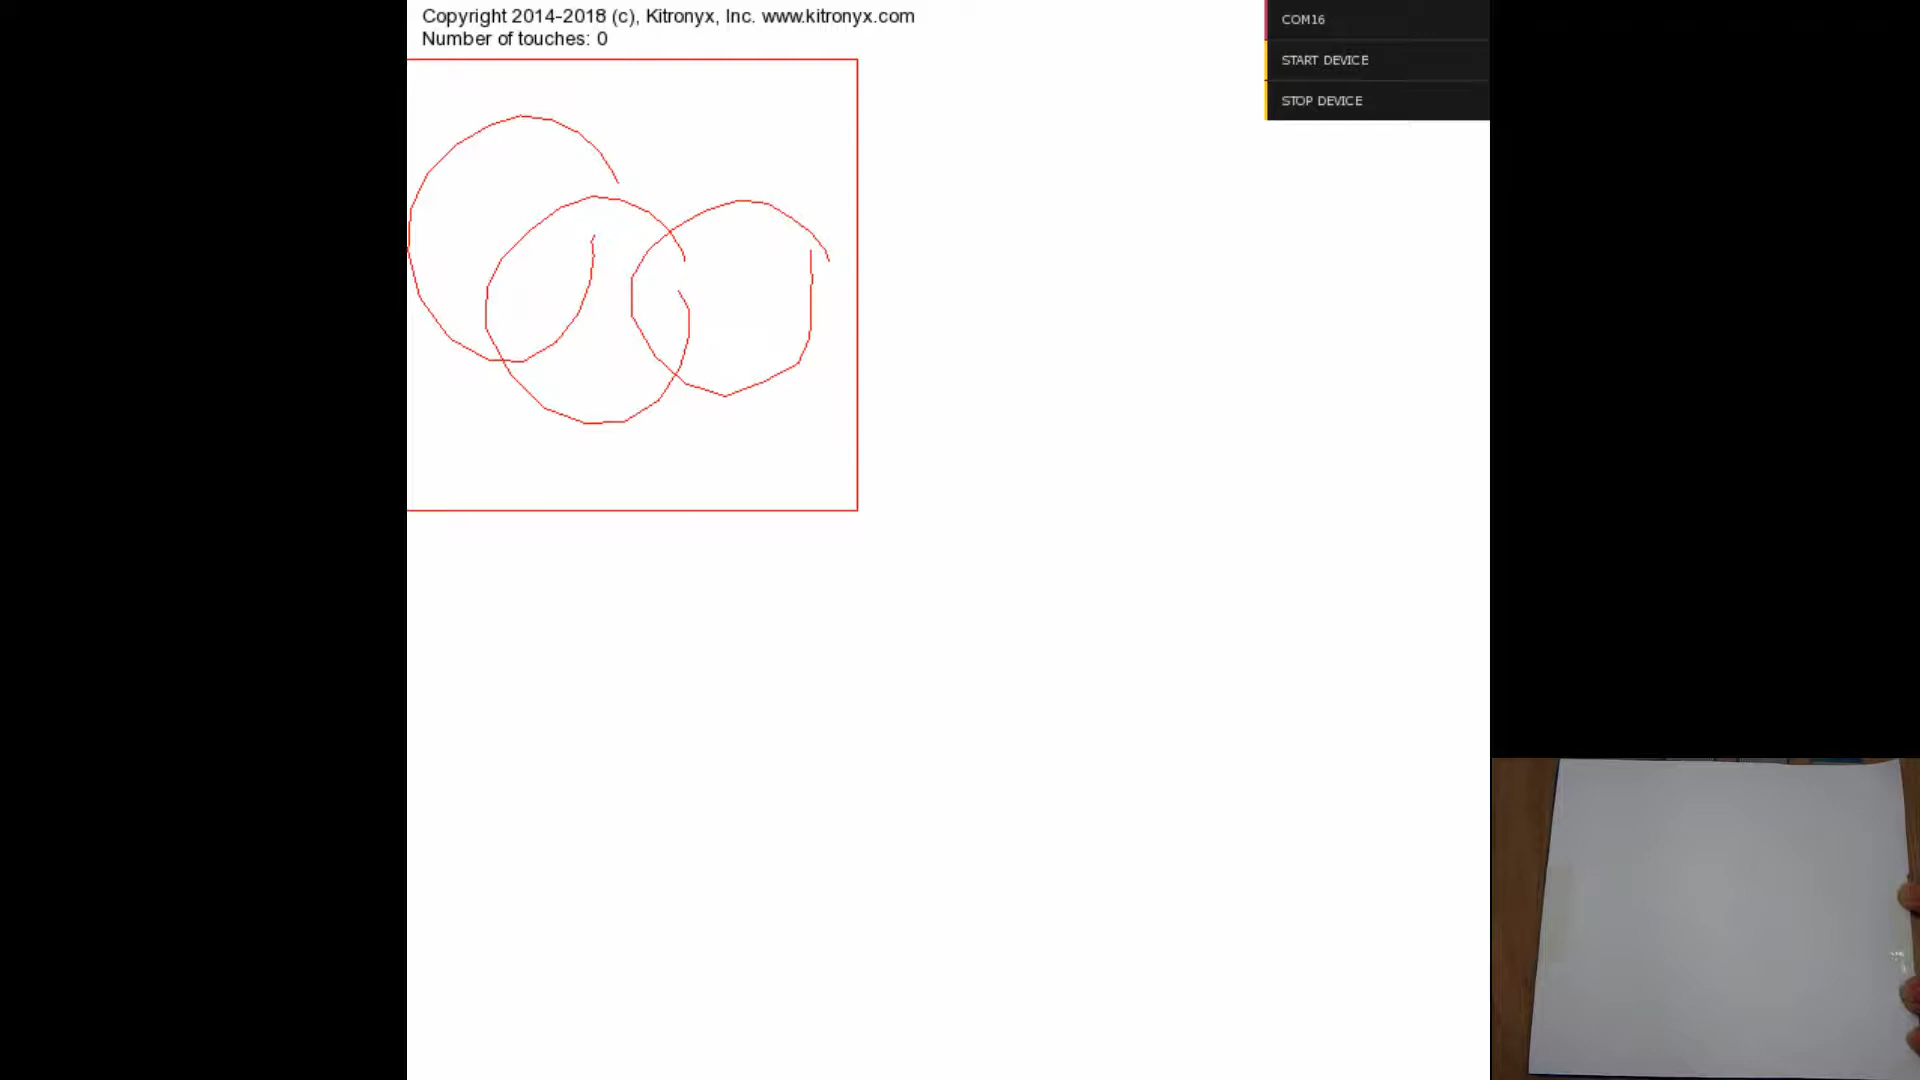 Copyright 2014-2018 (c), Kitronyx, Inc. www.kitronyx.com
Number of touches: 0
COM16
START DEVICE
STOP DEVICE